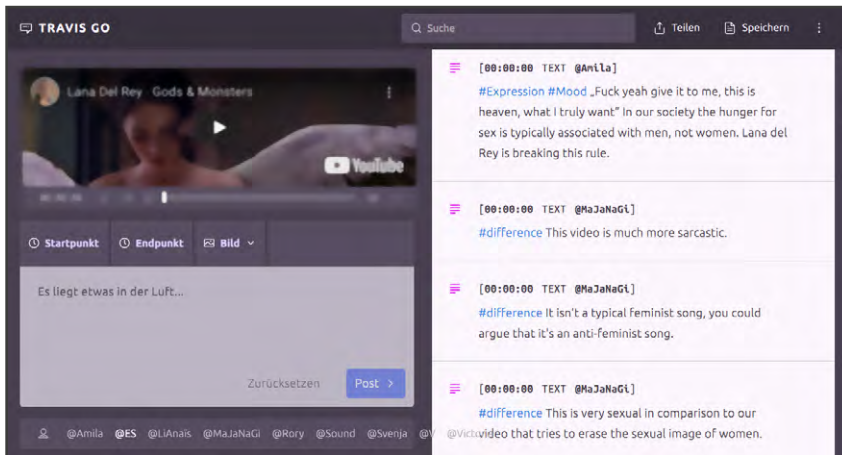 TRAVIS GO
Suche
Teilen
Speichern
Lana Del Rey Gods & Monsters
YouTube
Startpunkt
Endpunkt
Bild
Es liegt etwas in der Luft...
Zurücksetzen
Post >
@Amila @ES @LiAnaïs @MaJaNaGi @Rory @Sound @Svenja @V
[00:00:00 TEXT @Amila]
#Expression #Mood „Fuck yeah give it to me, this is
heaven, what I truly want” In our society the hunger for
sex is typically associated with men, not women. Lana del
Rey is breaking this rule.
[00:00:00 TEXT @MaJaNaGi]
#difference This video is much more sarcastic.
[00:00:00 TEXT @MaJaNaGi]
#difference It isn't a typical feminist song, you could
argue that it's an anti-feminist song.
[00:00:00 TEXT @MaJaNaGi]
#difference This is very sexual in comparison to our
video that tries to erase the sexual image of women.